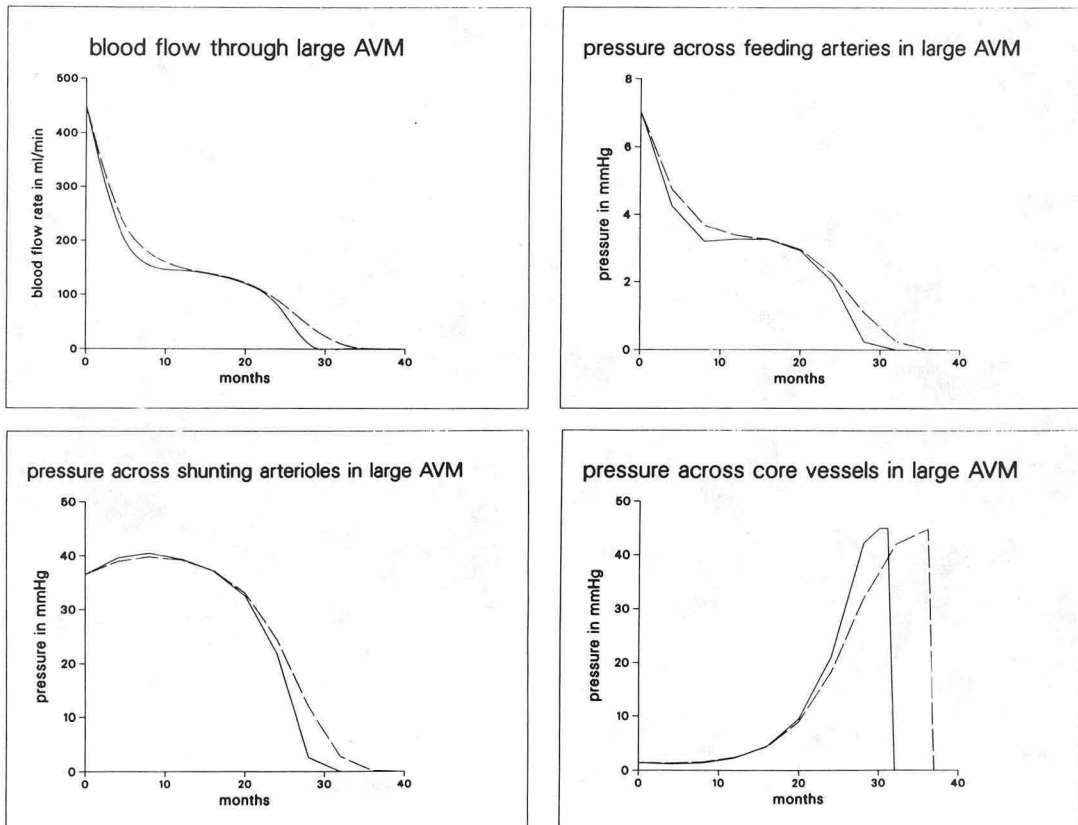 blood flow through large AVM
500
400
300
200
100
0
blood flow rate in ml/min
0 10 20 30 40
months
pressure across feeding arteries in large AVM
8
6
4
2
0
pressure in mmHg
0 10 20 30 40
months
pressure across shunting arterioles in large AVM
50
40
30
20
10
0
pressure in mmHg
0 10 20 30 40
months
pressure across core vessels in large AVM
50
40
30
20
10
0
pressure in mmHg
0 10 20 30 40
months